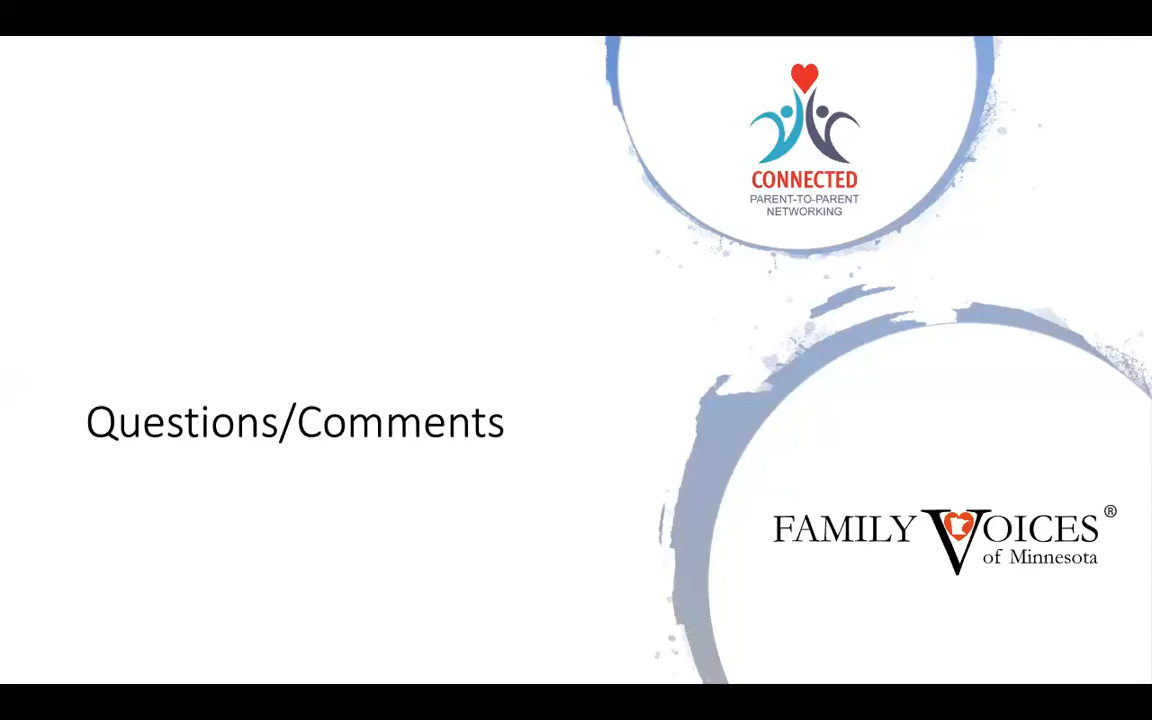 CONNECTED
PARENT-TO-PARENT
NETWORKING
Questions/Comments
FAMILY VOICES®
of Minnesota